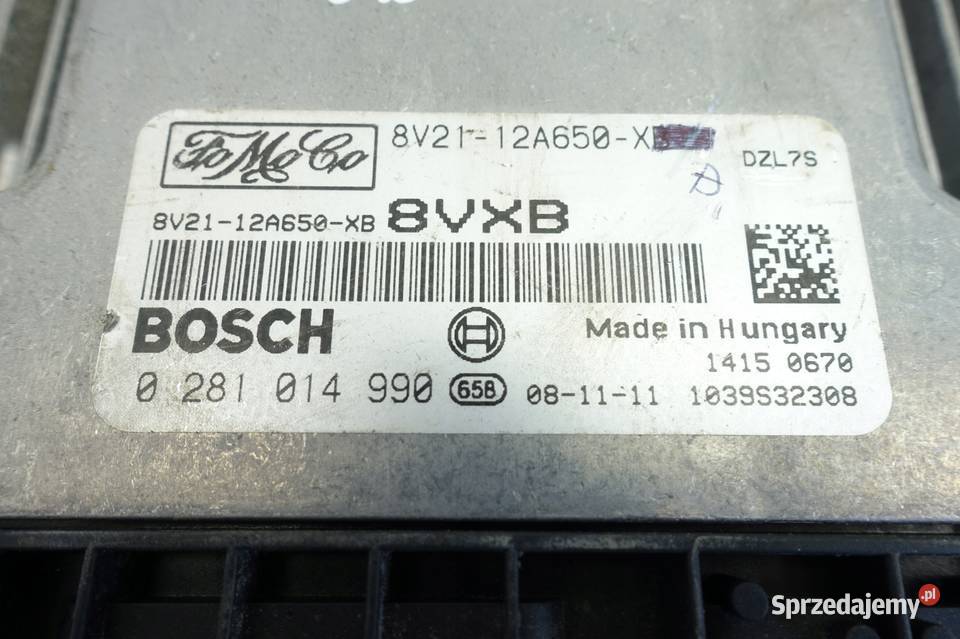 FoMoCo
8V21-12A650-X
DZL7S
8V21-12A650-XB 8VXB
BOSCH
Made in Hungary
1415 0670
0 281 014 990 658 08-11-11 1039S32308
Sprzedajemy.pl